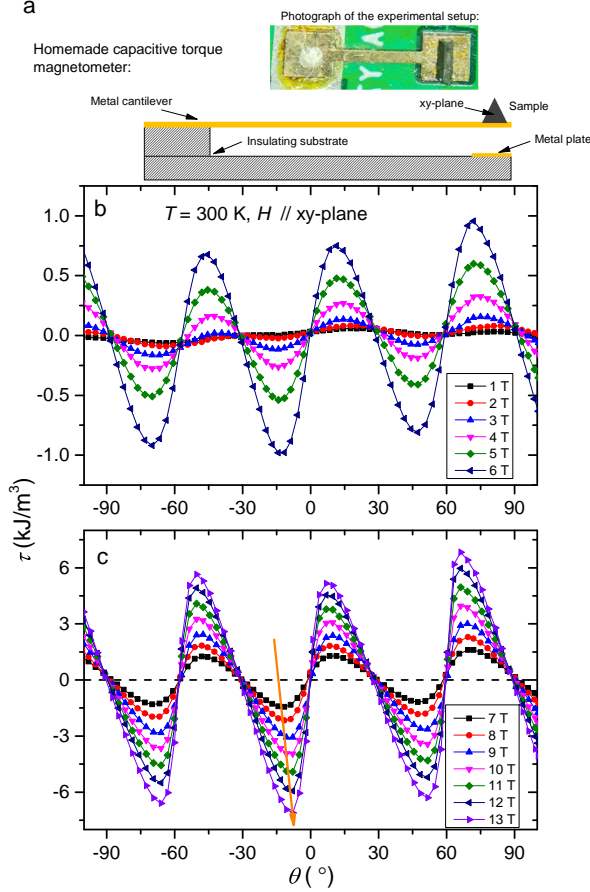 a
Photograph of the experimental setup:
Homemade capacitive torque
magnetometer:
xy-plane
Sample
Metal cantilever
Insulating substrate
Metal plate
b
T = 300 K, H // xy-plane
1.0
0.5
0.0
-0.5
-1.0
1 T
2 T
3 T
4 T
5 T
6 T
-90 -60 -30 0 30 60 90
τ (kJ/m³)
c
6
3
0
-3
-6
7 T
8 T
9 T
10 T
11 T
12 T
13 T
-90 -60 -30 0 30 60 90
θ (°)